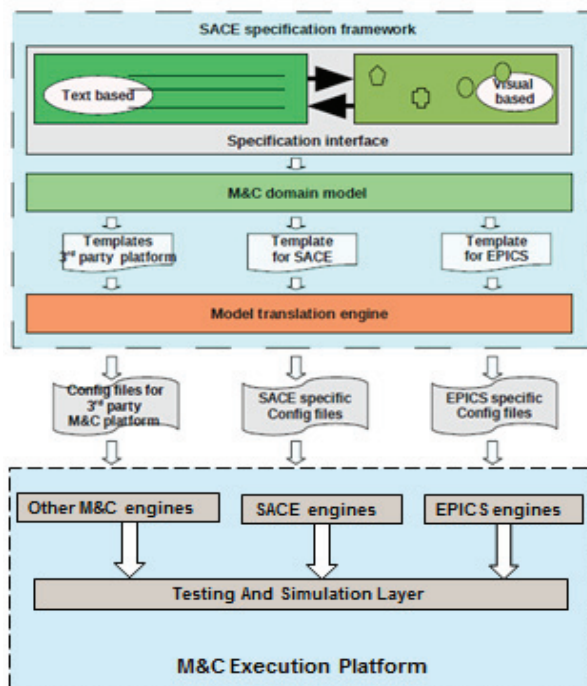 SACE specification framework
Text based
Visual
based
Specification interface
M&C domain model
Templates
3rd party platform
Template
for SACE
Template
for EPICS
Model translation engine
Config files for
3rd party
M&C platform
SACE specific
Config files
EPICS specific
Config files
Other M&C engines
SACE engines
EPICS engines
Testing And Simulation Layer
M&C Execution Platform